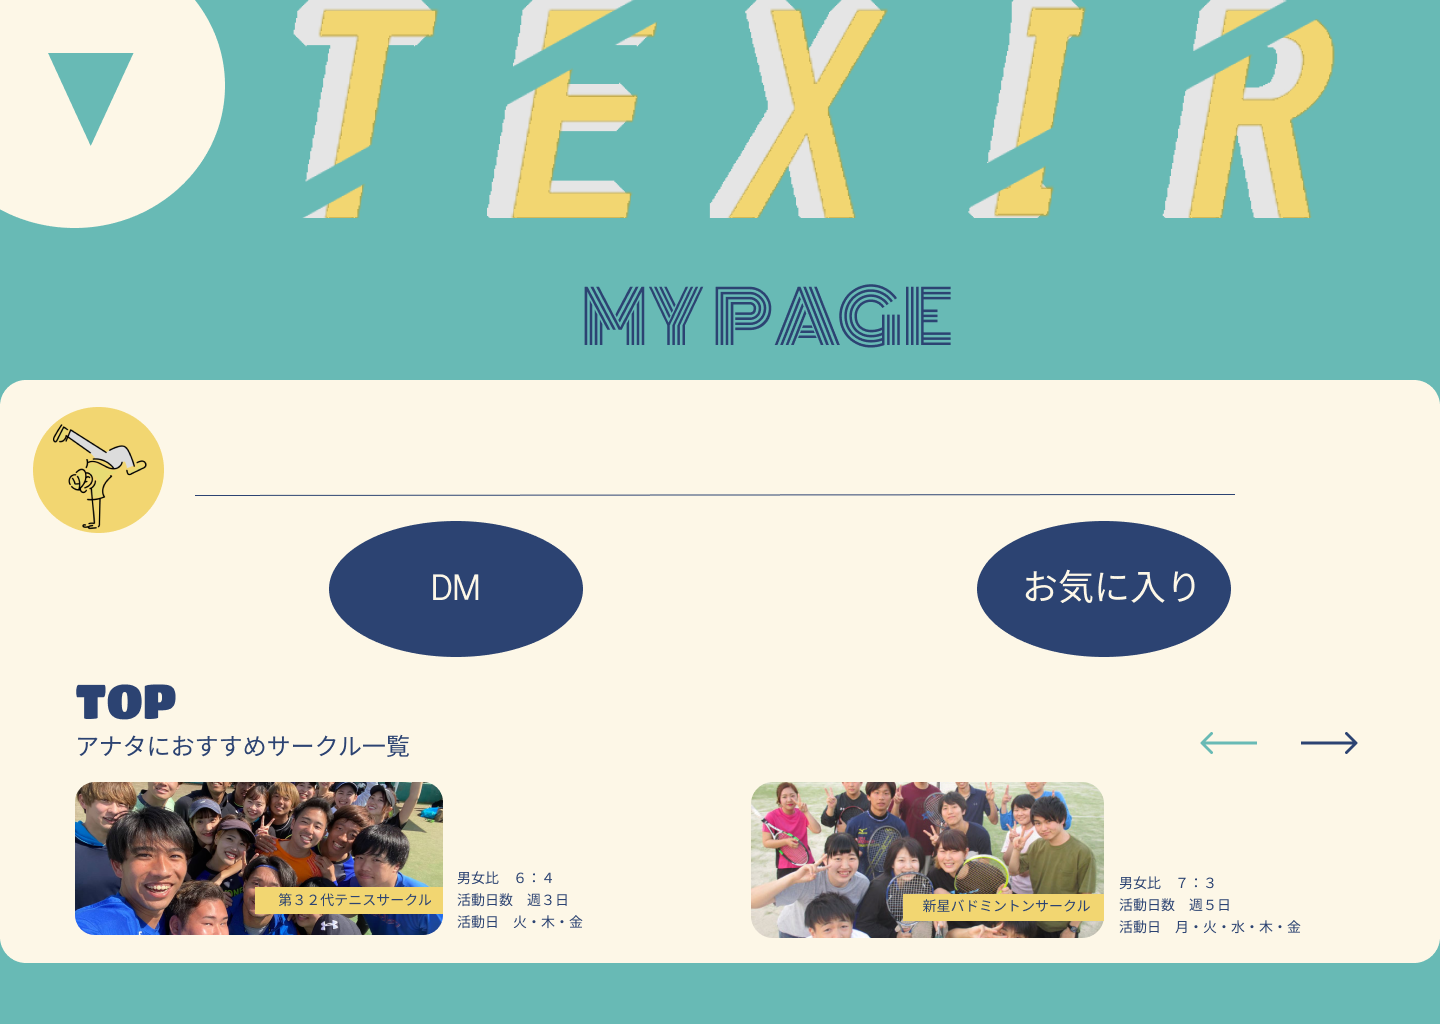 TEXIR
MY PAGE
DM
お気に入り
TOP
アナタにおすすめサークル一覧
第３２代テニスサークル
男女比　６：４
活動日数　週３日
活動日　火・木・金
新星バドミントンサークル
男女比　７：３
活動日数　週５日
活動日　月・火・水・木・金